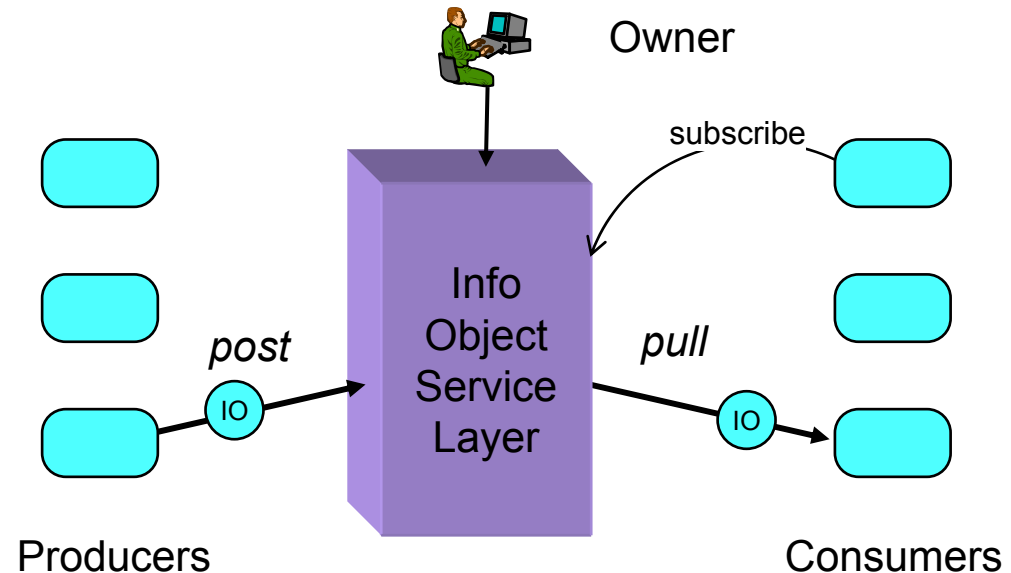 Owner
subscribe
Info
Object
Service
Layer
post
IO
pull
IO
Producers
Consumers